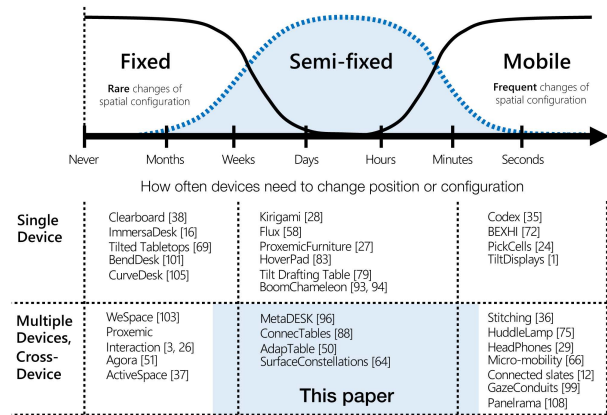 Fixed
Semi-fixed
Mobile
Rare changes of
spatial configuration
Frequent changes of
spatial configuration
Never
Months
Weeks
Days
Hours
Minutes
Seconds
How often devices need to change position or configuration
Single
Device
Clearboard [38]
ImmersaDesk [16]
Tilted Tabletops [69]
BendDesk [101]
CurveDesk [105]
Kirigami [28]
Flux [58]
ProxemicFurniture [27]
HoverPad [83]
Tilt Drafting Table [79]
BoomChameleon [93, 94]
Codex [35]
BEXHI [72]
PickCells [24]
TiltDisplays [1]
Multiple
Devices,
Cross-
Device
WeSpace [103]
Proxemic
Interaction [3, 26]
Agora [51]
ActiveSpace [37]
MetaDESK [96]
ConnecTables [88]
AdapTable [50]
SurfaceConstellations [64]
This paper
Stitching [36]
HuddleLamp [75]
HeadPhones [29]
Micro-mobility [66]
Connected slates [12]
GazeConduits [99]
Panelrama [108]